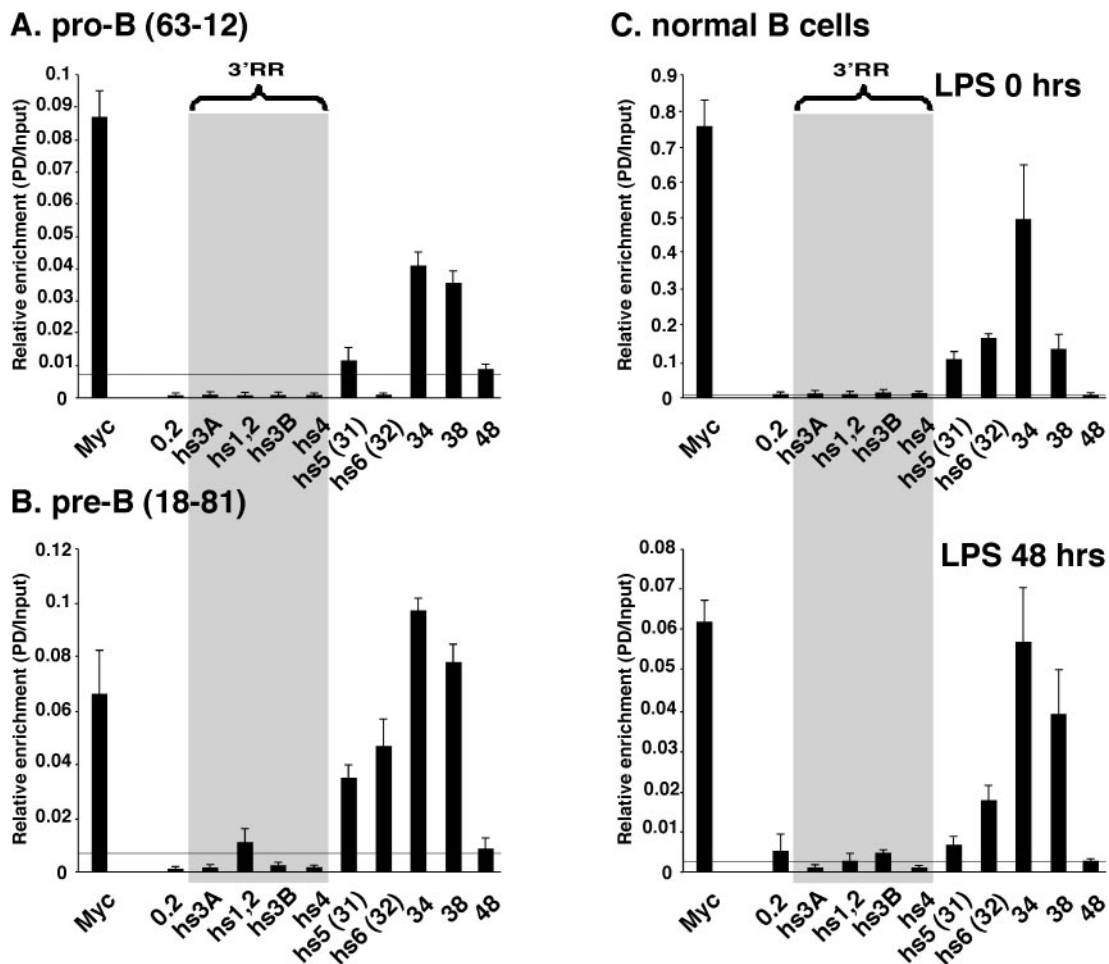 A. pro-B (63-12)
3'RR
Relative enrichment (PD/Input)
0.1
0.09
0.08
0.07
0.06
0.05
0.04
0.03
0.02
0.01
0
Myc
0.2
hs3A
hs1,2
hs3B
hs4
hs5 (31)
hs6 (32)
34
38
48
B. pre-B (18-81)
Relative enrichment (PD/Input)
0.12
0.1
0.08
0.06
0.04
0.02
0
Myc
0.2
hs3A
hs1,2
hs3B
hs4
hs5 (31)
hs6 (32)
34
38
48
C. normal B cells
3'RR
LPS 0 hrs
Relative enrichment (PD/Input)
0.9
0.8
0.7
0.6
0.5
0.4
0.3
0.2
0.1
0
Myc
0.2
hs3A
hs1,2
hs3B
hs4
hs5 (31)
hs6 (32)
34
38
48
LPS 48 hrs
Relative enrichment (PD/Input)
0.08
0.07
0.06
0.05
0.04
0.03
0.02
0.01
0
Myc
0.2
hs3A
hs1,2
hs3B
hs4
hs5 (31)
hs6 (32)
34
38
48